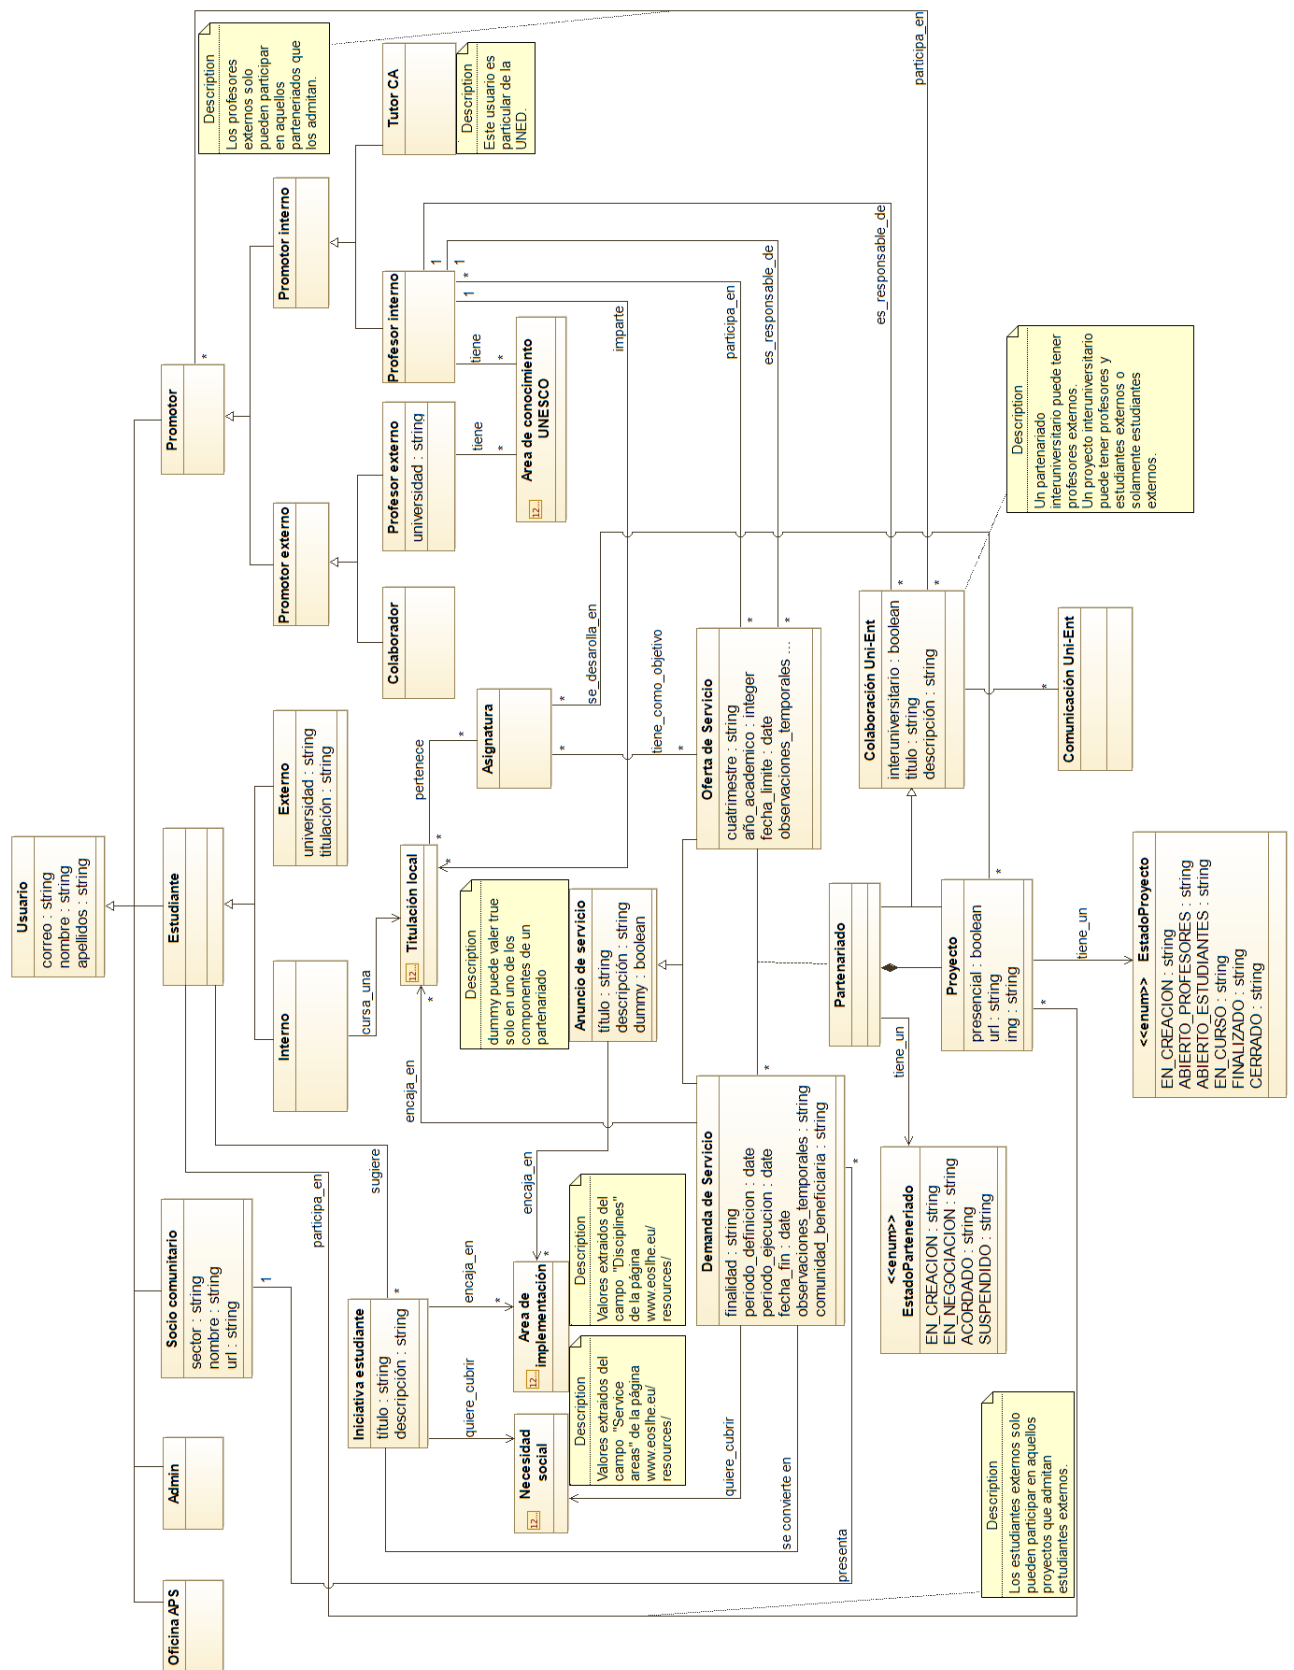 Usuario
correo : string
nombre : string
apellidos : string
Oficina APS
Admin
Socio comunitario
sector : string
nombre : string
url : string
1
Estudiante
Promotor
*
Description
Los profesores
externos solo
pueden participar
en aquellos
parteneriados que
los admitan.
participa_en
sugiere
Interno
Externo
universidad : string
titulación : string
Promotor externo
Promotor interno
cursa_una
Colaborador
Profesor externo
universidad : string
Profesor interno
1
1
*
1
Tutor CA
Description
Este usuario es
particular de la
UNED.
tiene
*
tiene
*
Area de conocimiento
UNESCO
12...
imparte
participa_en
es_responsable_de
es_responsable_de
participa_en
Iniciativa estudiante
título : string
descripción : string
*
quiere_cubrir
encaja_en
*
Titulación local
12...
*
*
*
pertenece
*
Asignatura
*
*
se_desarolla_en
tiene_como_objetivo
*
encaja_en
Description
dummy puede valer true
solo en uno de los
componentes de un
partenariado
Necesidad
social
12...
Area de
implementación
12...
encaja_en
*
Description
Valores extraidos del
campo "Service
areas" de la página
www.eoslhe.eu/
resources/
Description
Valores extraidos del
campo "Disciplines"
de la página
www.eoslhe.eu/
resources/
Anuncio de servicio
título : string
descripción : string
dummy : boolean
quiere_cubrir
se convierte en
presenta
Demanda de Servicio
finalidad : string
periodo_definicion : date
periodo_ejecucion : date
fecha_fin : date
observaciones_temporales : string
comunidad_beneficiaria : string
*
*
Oferta de Servicio
cuatrimestre : string
año_academico : integer
fecha_limite : date
observaciones_temporales ...
*
*
Partenariado
tiene_un
Colaboración Uni-Ent
interuniversitario : boolean
titulo : string
descripción : string
*
*
Description
Un partenariado
interuniversitario puede tener
profesores externos.
Un proyecto interuniversitario
puede tener profesores y
estudiantes externos o
solamente estudiantes
externos.
<<enum>>
EstadoParteneriado
EN_CREACION : string
EN_NEGOCIACION : string
ACORDADO : string
SUSPENDIDO : string
Proyecto
presencial : boolean
url : string
img : string
*
*
tiene_un
*
Comunicación Uni-Ent
Description
Los estudiantes externos solo
pueden participar en aquellos
proyectos que admitan
estudiantes externos.
<<enum>> EstadoProyecto
EN_CREACION : string
ABIERTO_PROFESORES : string
ABIERTO_ESTUDIANTES : string
EN_CURSO : string
FINALIZADO : string
CERRADO : string